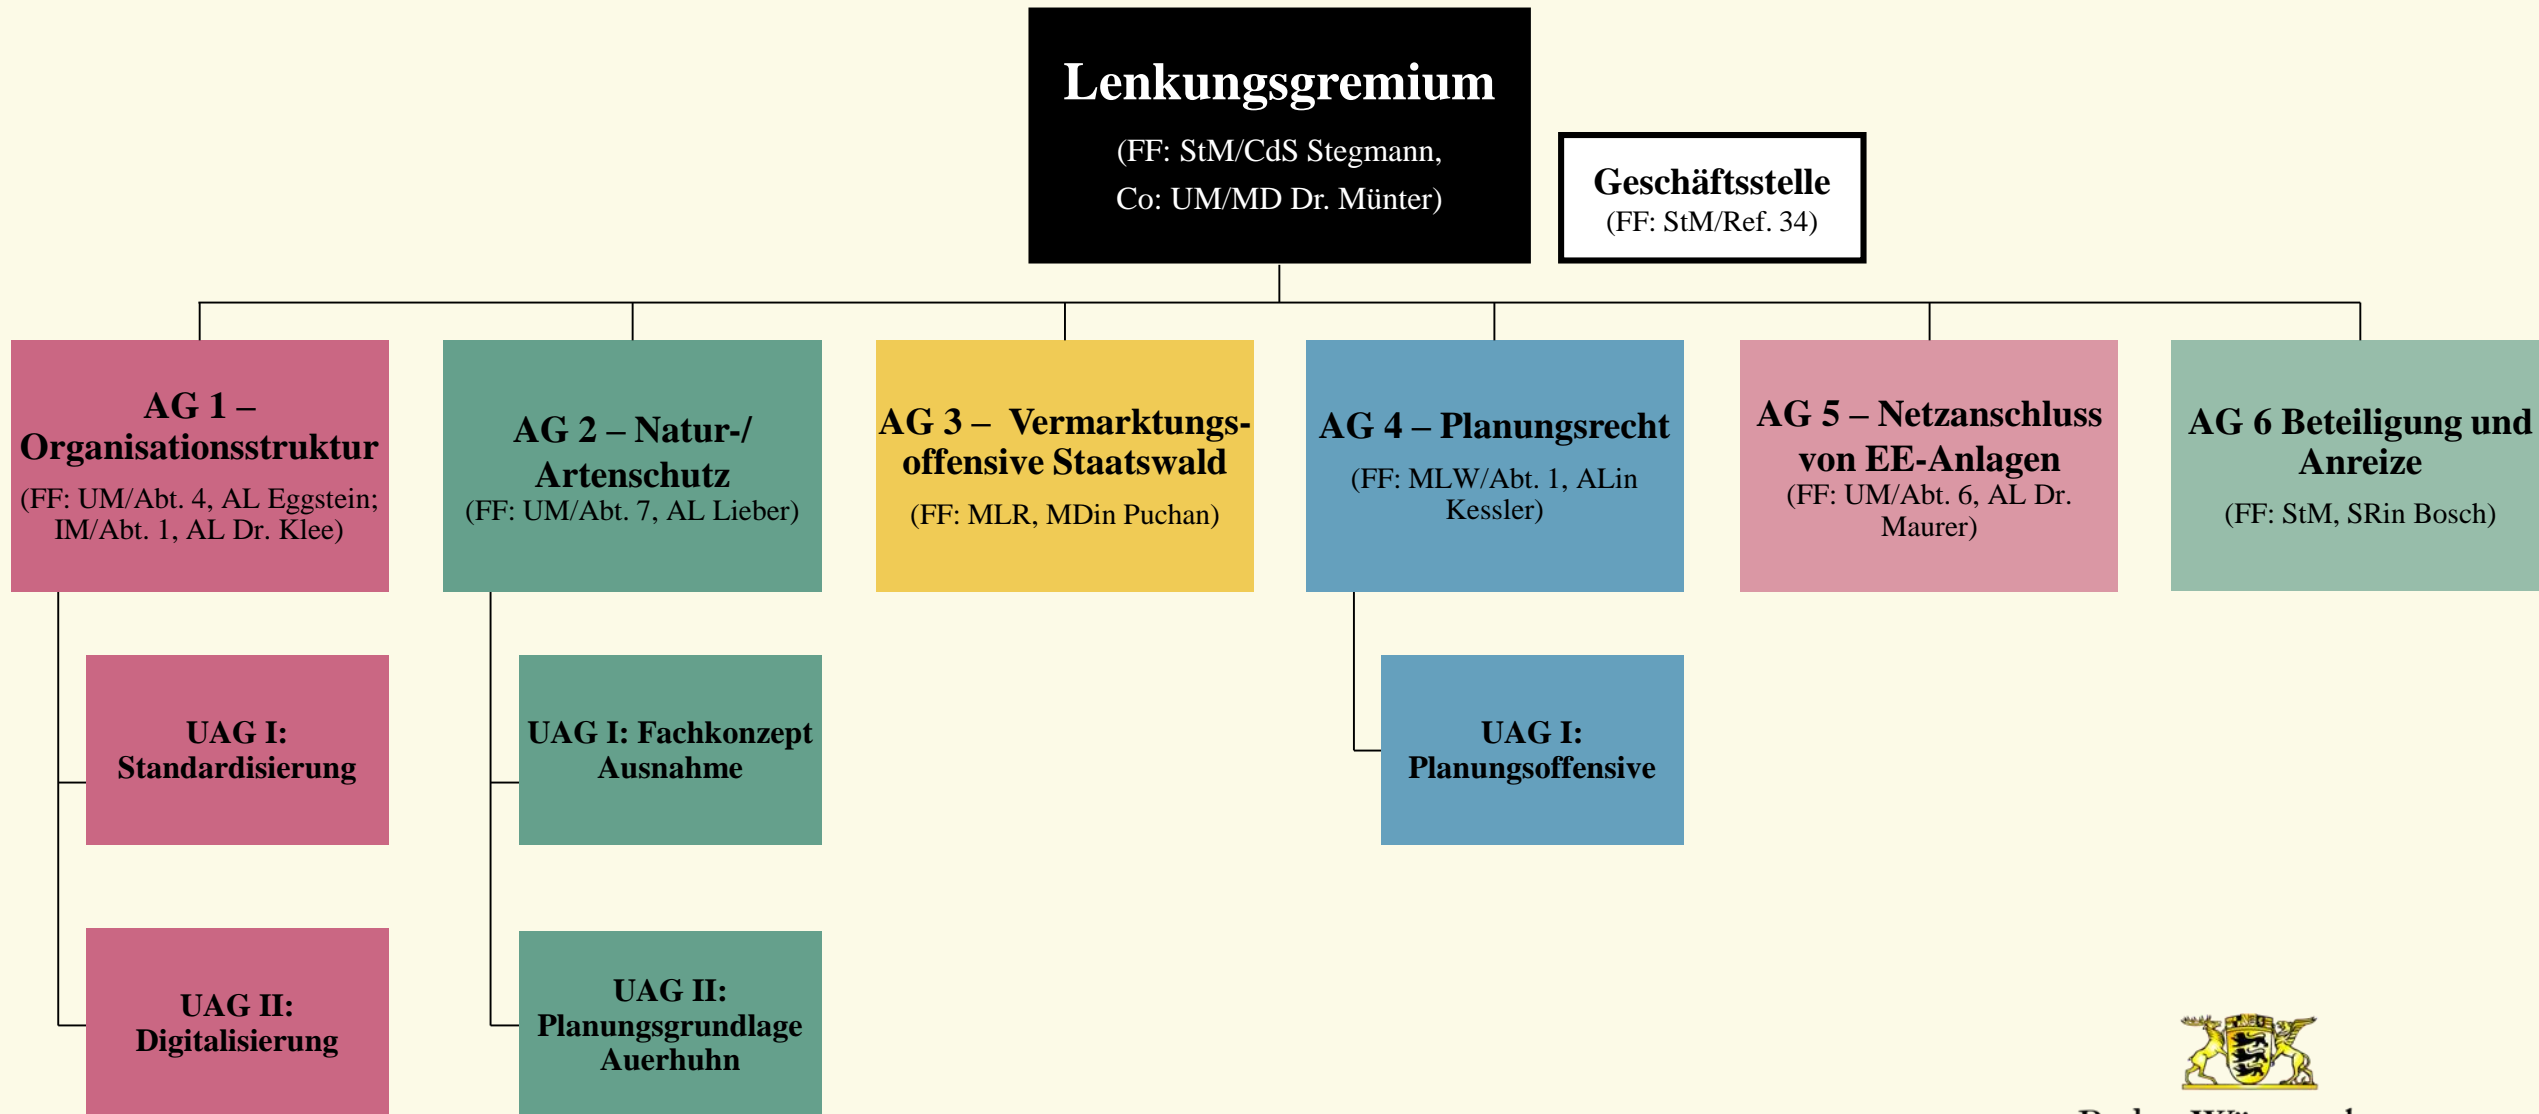 Lenkungsgremium
(FF: StM/CdS Stegmann,
Co: UM/MD Dr. Münter)
Geschäftsstelle
(FF: StM/Ref. 34)
AG 1 –
Organisationsstruktur
(FF: UM/Abt. 4, AL Eggstein;
IM/Abt. 1, AL Dr. Klee)
AG 2 – Natur-/
Artenschutz
(FF: UM/Abt. 7, AL Lieber)
AG 3 – Vermarktungs-
offensive Staatswald
(FF: MLR, MDin Puchan)
AG 4 – Planungsrecht
(FF: MLW/Abt. 1, ALin
Kessler)
AG 5 – Netzanschluss
von EE-Anlagen
(FF: UM/Abt. 6, AL Dr.
Maurer)
AG 6 Beteiligung und
Anreize
(FF: StM, SRin Bosch)
UAG I:
Standardisierung
UAG I: Fachkonzept
Ausnahme
UAG I:
Planungsoffensive
UAG II:
Digitalisierung
UAG II:
Planungsgrundlage
Auerhuhn